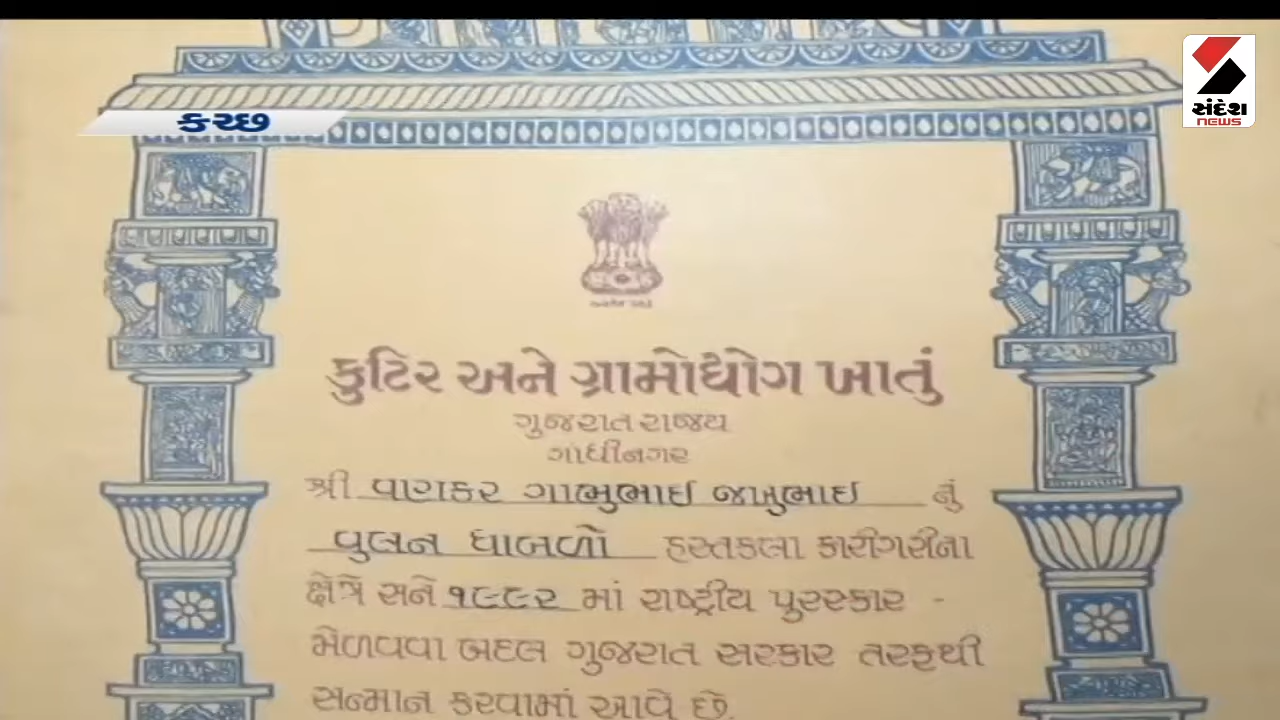 કચ્છ
સંદેશ
NEWS
કુટિર અને ગ્રામોદ્યોગ ખાતું
ગુજરાત રાજ્ય
ગાંધીનગર
શ્રી વણકર ગાભુભાઇ જાખુભાઇ નું
વુલન ધાબળો હસ્તકલા કારીગરીના
ક્ષેત્રે સને ૧૯૯૨ માં રાષ્ટ્રીય પુરસ્કાર -
મેળવવા બદલ ગુજરાત સરકાર તરફથી
સન્માન કરવામાં આવે છે.